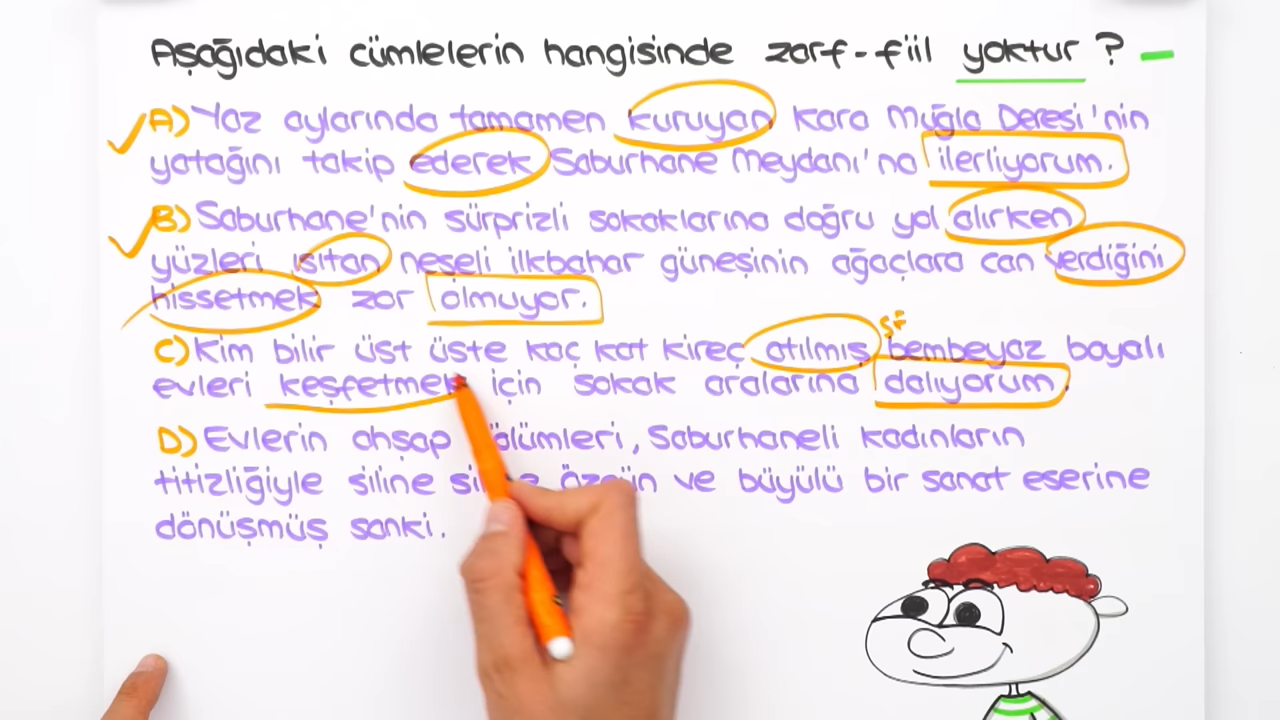 Aşağıdaki cümlelerin hangisinde zarf-fiil yoktur?
A) Yaz aylarında tamamen kuruyan Kara Muğla Deresi'nin
yatağını takip ederek Saburhane Meydanı'na ilerliyorum.
B) Saburhane'nin sürprizli sokaklarına doğru yol alırken
yüzleri ısıtan neşeli ilkbahar güneşinin ağaçlara can verdiğini
hissetmek zor olmuyor.
sf
C) Kim bilir üst üste kaç kat kireç atılmış bembeyaz boyalı
evleri keşfetmek için sokak aralarına dalıyorum.
D) Evlerin ahşap bölümleri, Saburhaneli kadınların
titizliğiyle siline özgün ve büyülü bir sanat eserine
dönüşmüş sanki.